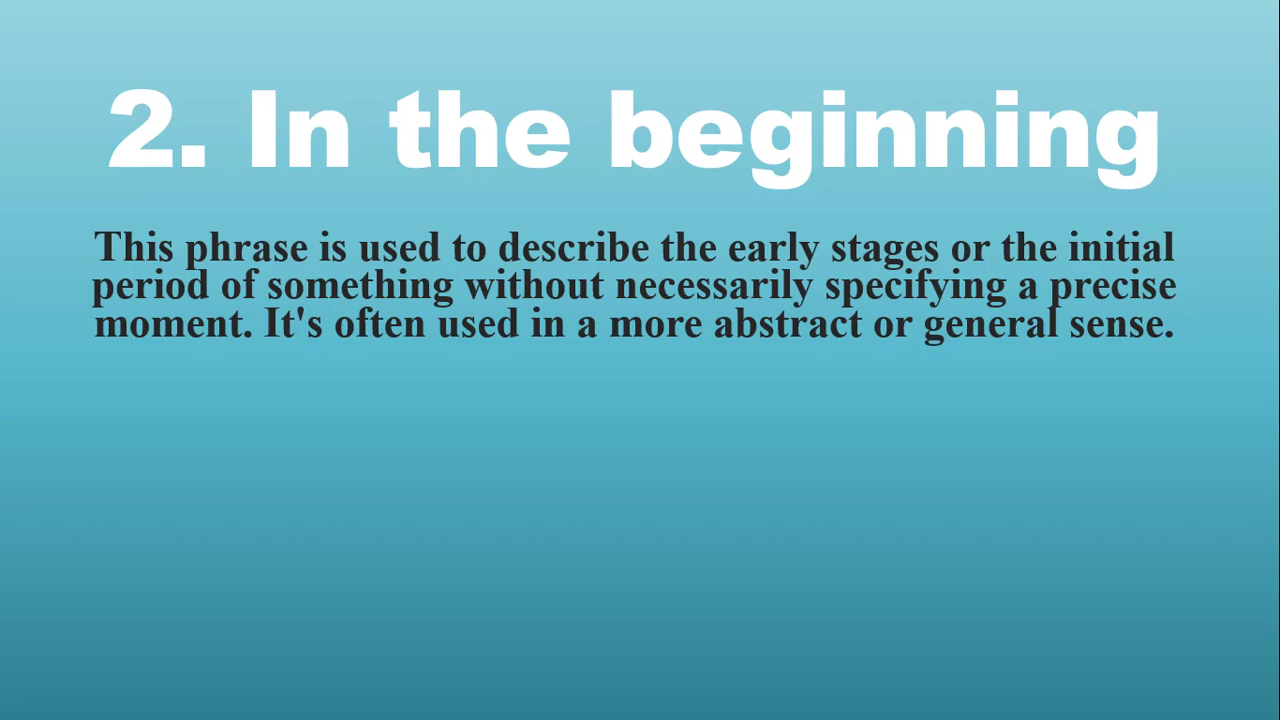 2. In the beginning
This phrase is used to describe the early stages or the initial
period of something without necessarily specifying a precise
moment. It's often used in a more abstract or general sense.